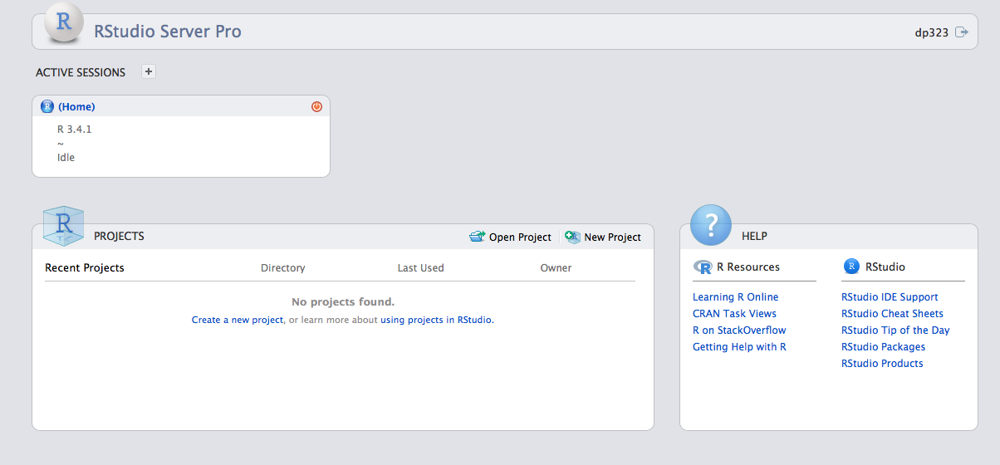 R
RStudio Server Pro
dp323
ACTIVE SESSIONS
+
R (Home)
R 3.4.1
~
Idle
R
PROJECTS
Open Project
New Project
Recent Projects Directory Last Used Owner
No projects found.
Create a new project, or learn more about using projects in RStudio.
?
HELP
R R Resources
Learning R Online
CRAN Task Views
R on StackOverflow
Getting Help with R
R RStudio
RStudio IDE Support
RStudio Cheat Sheets
RStudio Tip of the Day
RStudio Packages
RStudio Products